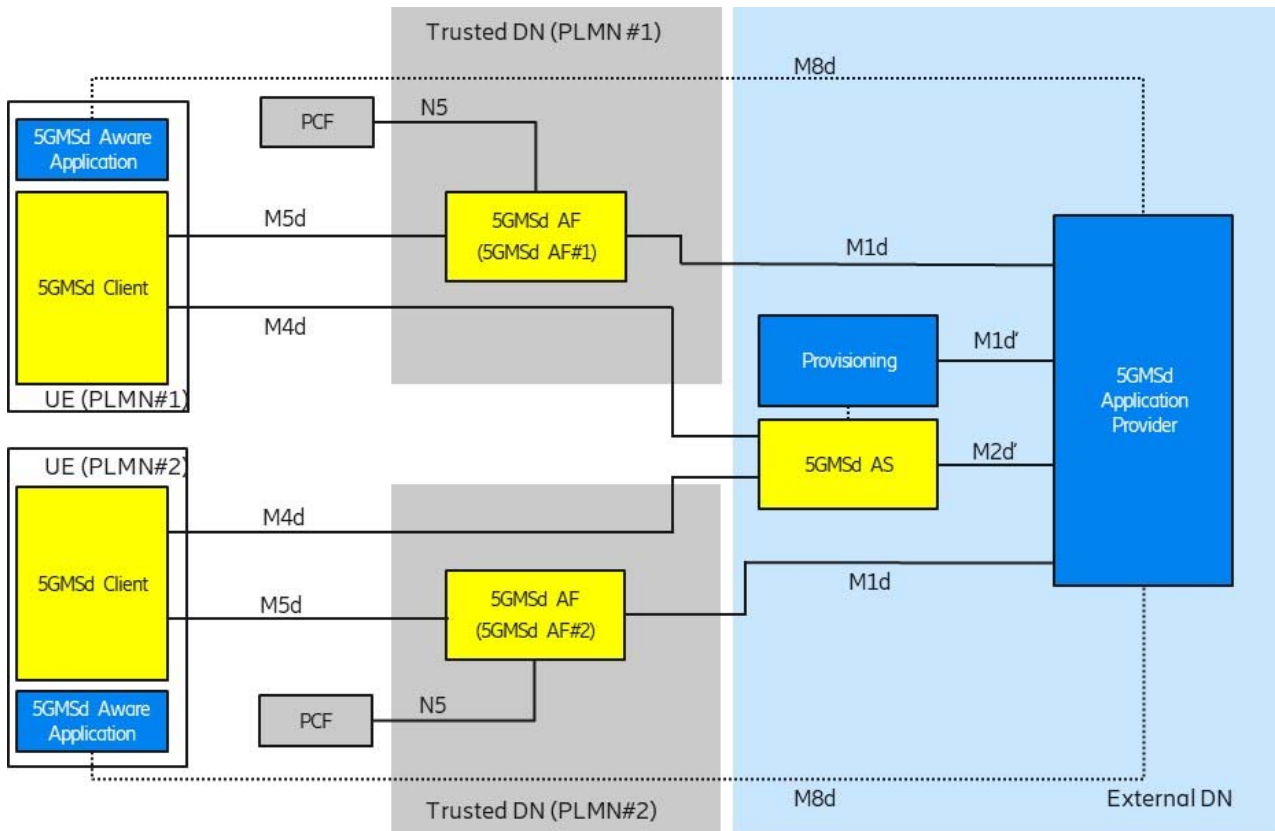 Trusted DN (PLMN #1)
M8d
N5
PCF
5GMSd Aware
Application
M5d
5GMSd AF
(5GMSd AF#1)
M1d
5GMSd Client
M4d
Provisioning
M1d'
5GMSd
Application
Provider
UE (PLMN#1)
UE (PLMN#2)
5GMSd AS
M2d'
M4d
5GMSd Client
M5d
5GMSd AF
(5GMSd AF#2)
M1d
5GMSd Aware
Application
PCF
N5
M8d
External DN
Trusted DN (PLMN#2)